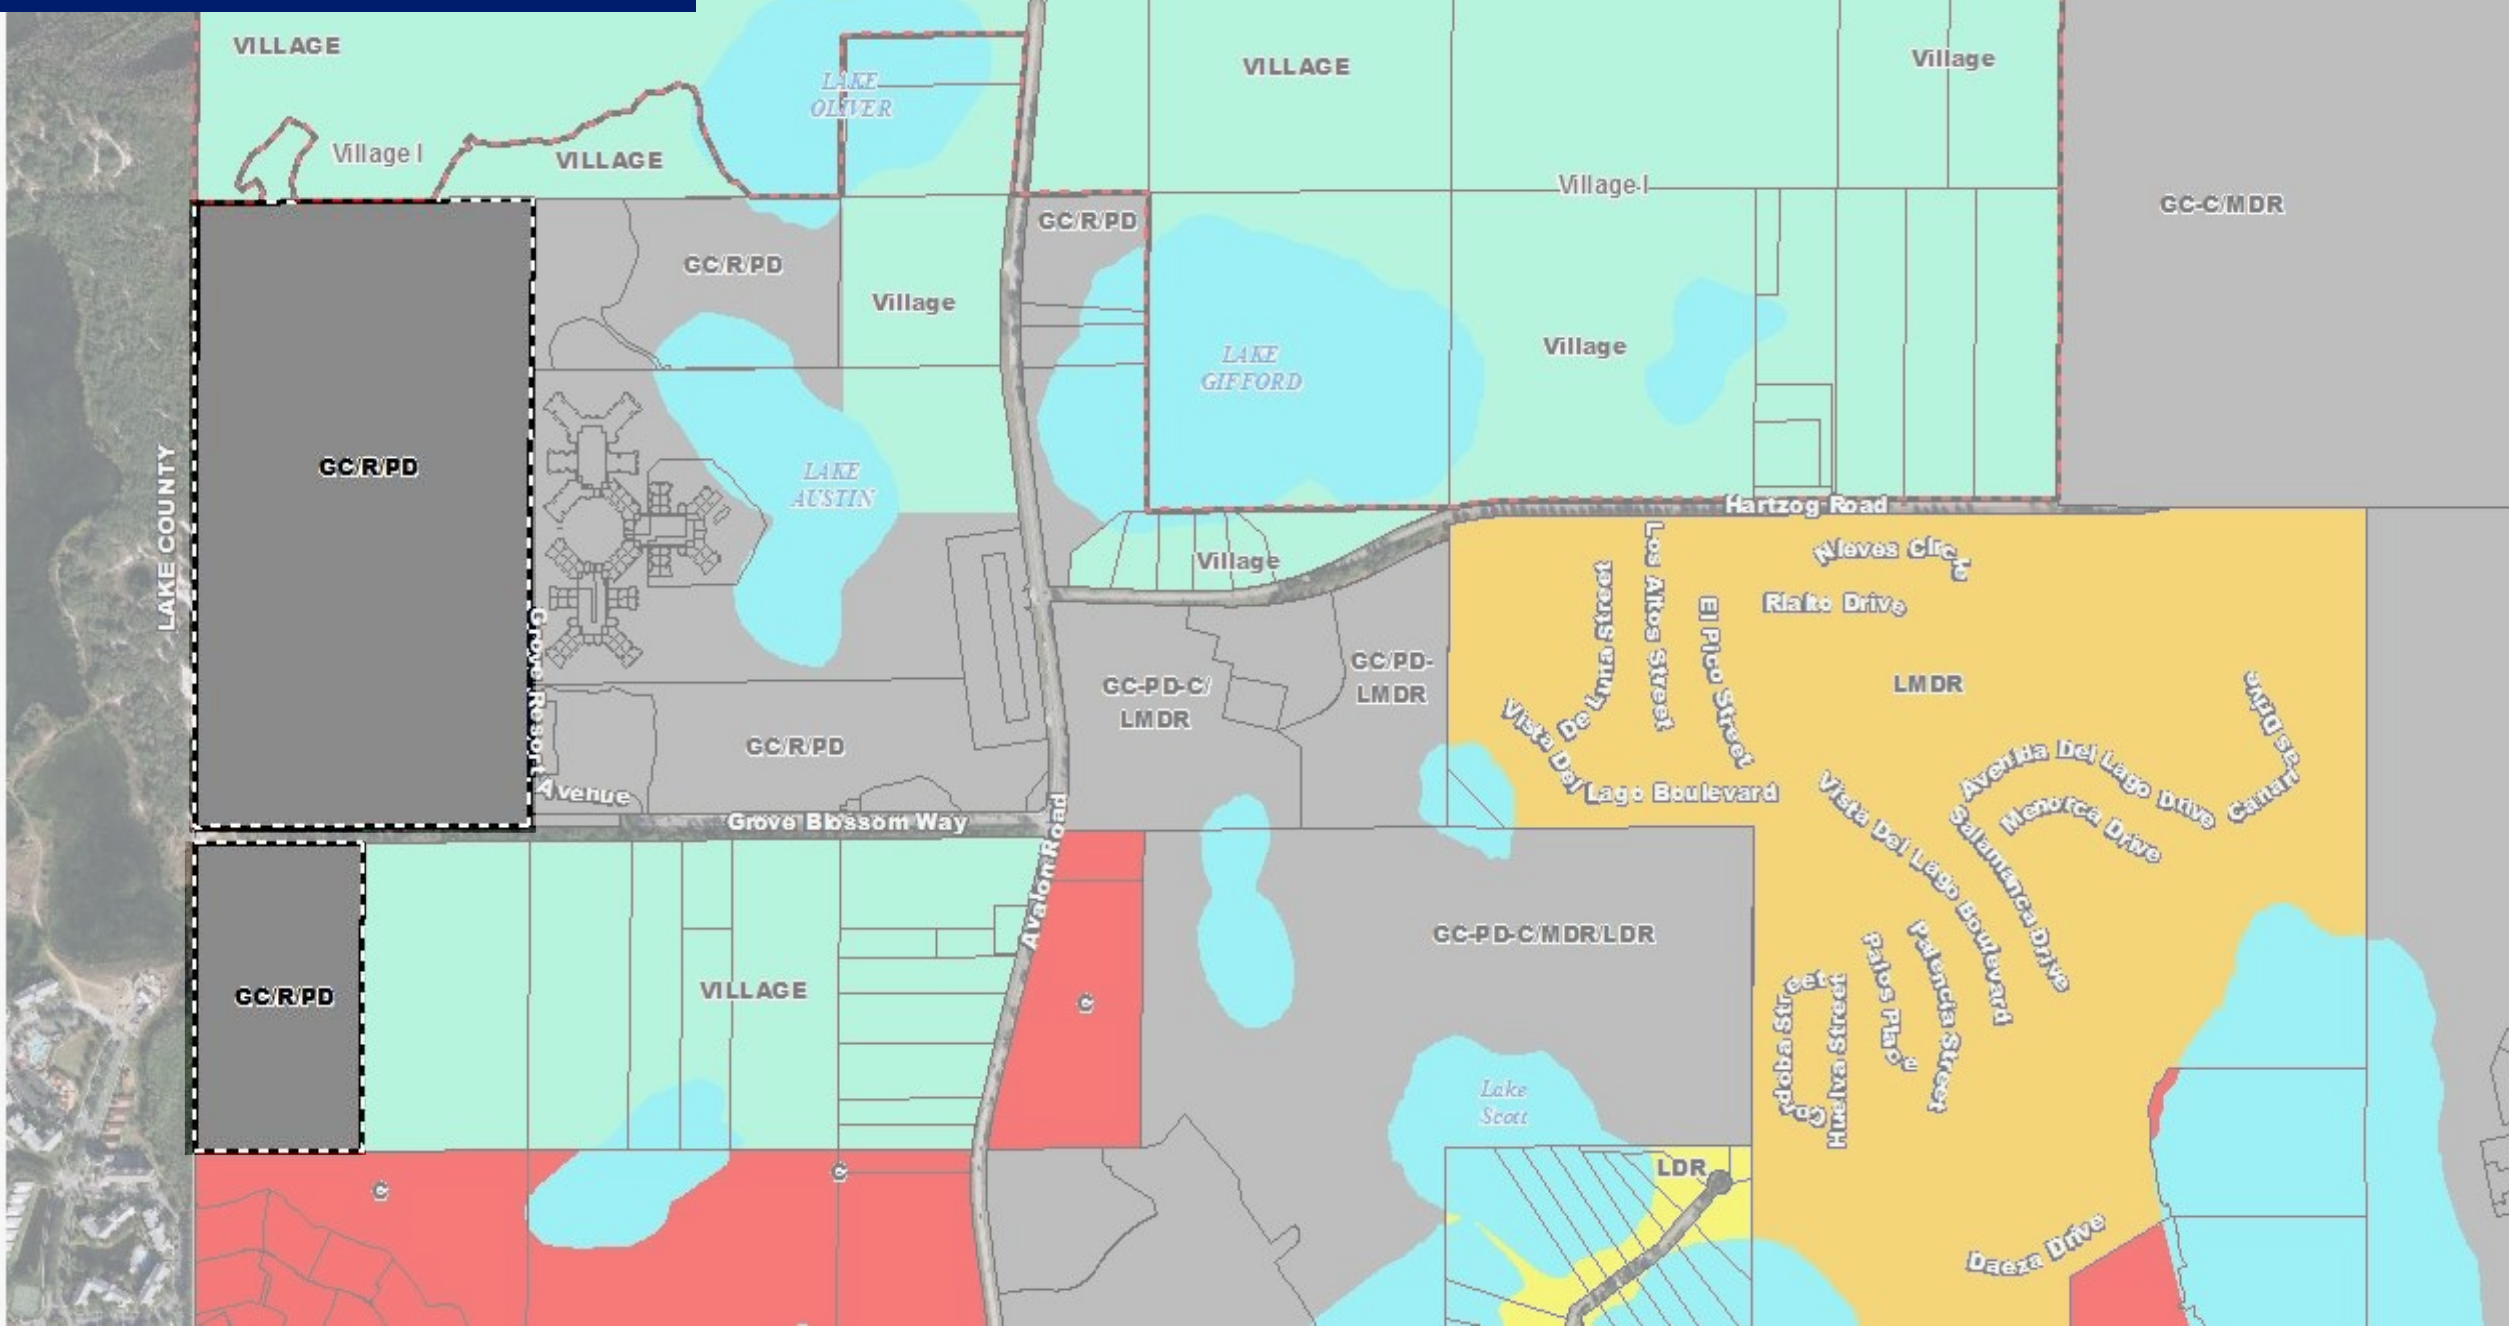 VILLAGE
VILLAGE
Village
LAKE
OLIVER
Village I
VILLAGE
Village I
GC-C/MDR
GC/R/PD
GC/R/PD
Village
Village
LAKE
GIFFORD
GC/R/PD
LAKE
AUSTIN
LAKE COUNTY
Hartzog Road
Village
Nieves Circle
Rialto Drive
De Luna Street
Los Altos Street
El Pico Street
GC-PD-C/
LMDR
GC/PD-
LMDR
LMDR
Canarias Drive
Vista Del Lago Boulevard
Grove Resort Avenue
GC/R/PD
Avenida Del Lago Drive
Menorca Drive
Salamanca Drive
Vista Del Lago Boulevard
Grove Blossom Way
Avalon Road
GC-PD-C/MDR/LDR
GC/R/PD
VILLAGE
C
Palos Place
Palencia Street
Cordoba Street
Huelva Street
Lake
Scott
LDR
C
C
Daeza Drive